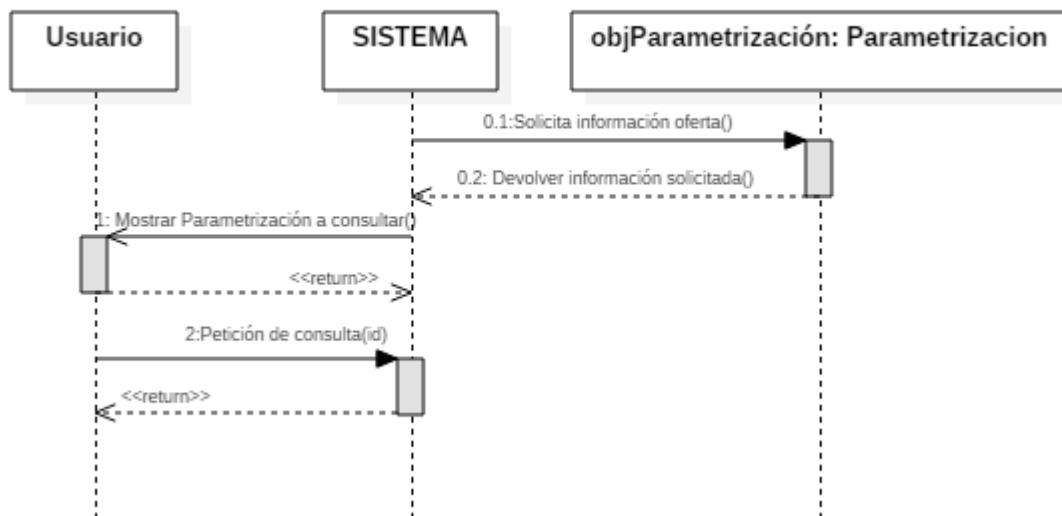 Usuario
SISTEMA
objParametrización: Parametrizacion
0.1:Solicita información oferta()
0.2: Devolver información solicitada()
1: Mostrar Parametrización a consultar()
<<return>>
2:Petición de consulta(id)
<<return>>